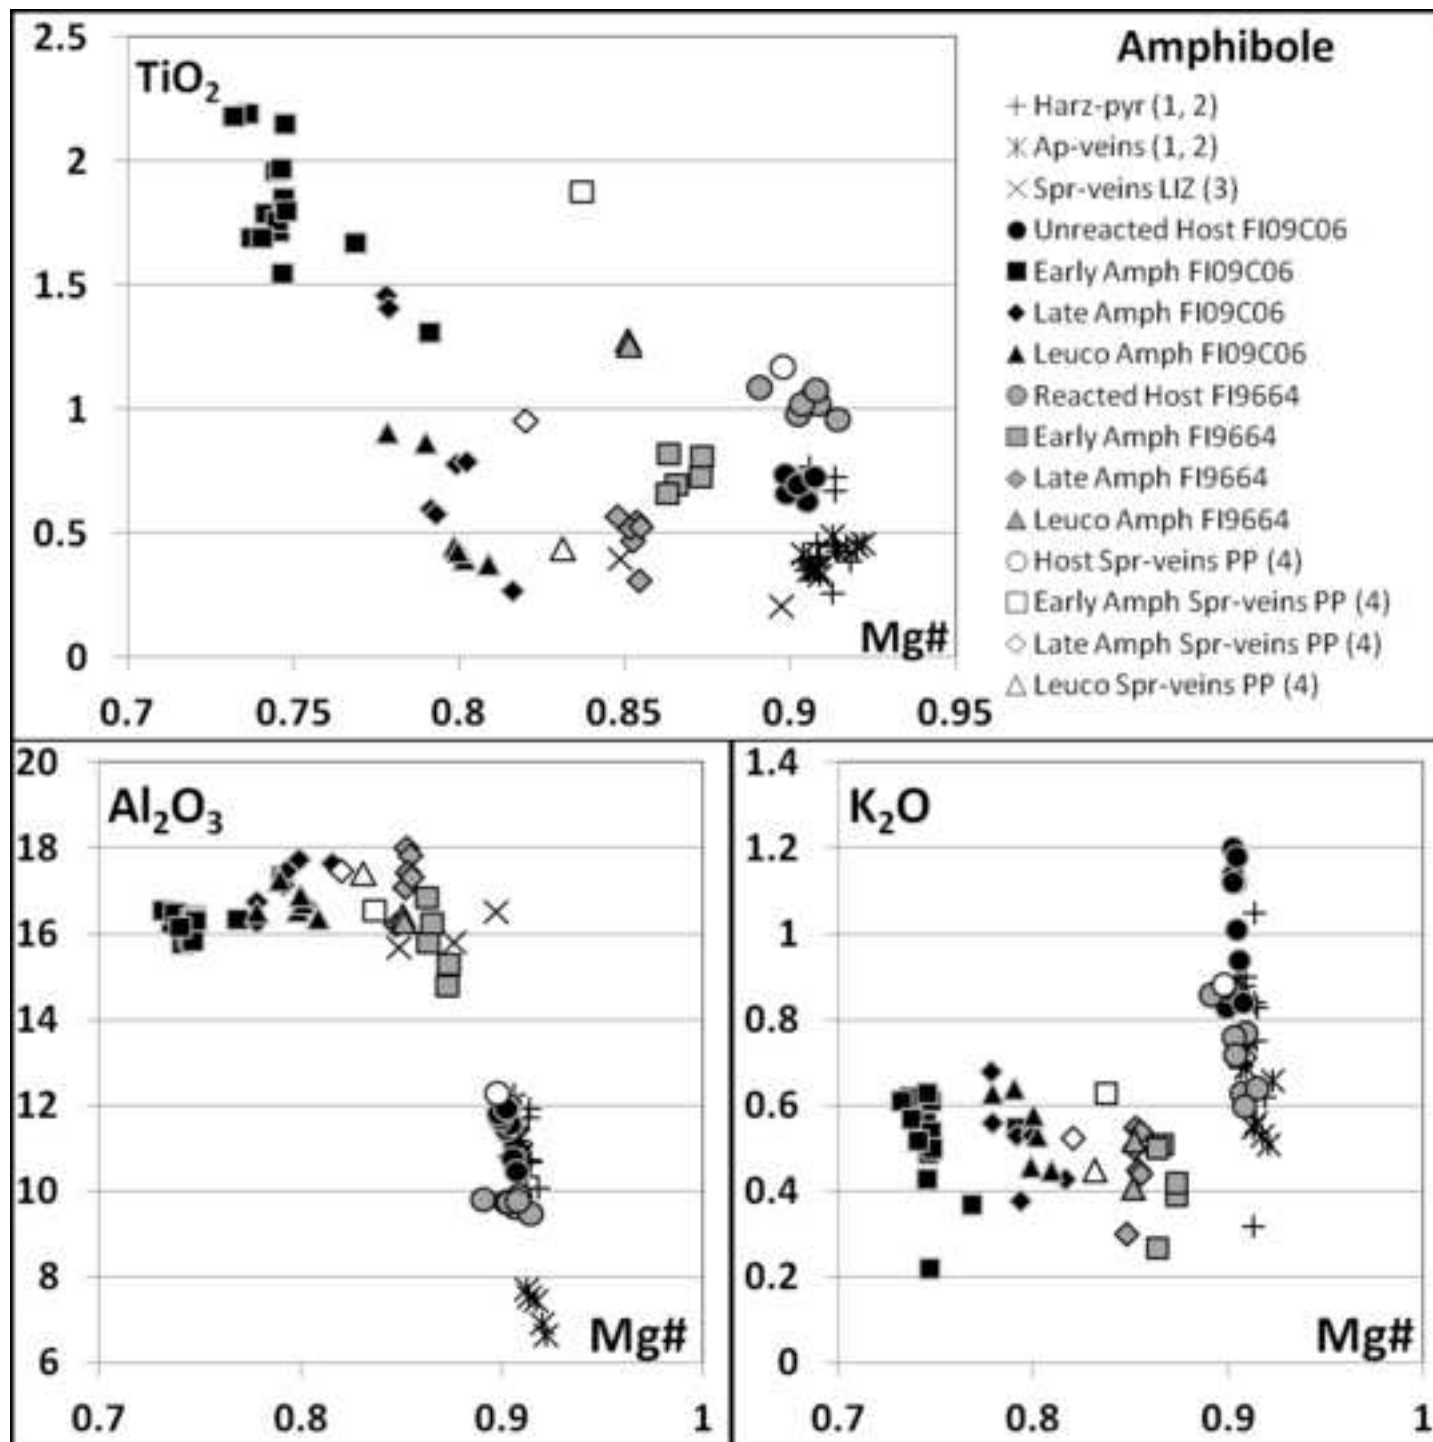 2.5
TiO2
2
1.5
1
0.5
0
Mg#
0.7 0.75 0.8 0.85 0.9 0.95
Amphibole
Harz-pyr (1, 2)
Ap-veins (1, 2)
Spr-veins LIZ (3)
Unreacted Host FI09C06
Early Amph FI09C06
Late Amph FI09C06
Leuco Amph FI09C06
Reacted Host FI9664
Early Amph FI9664
Late Amph FI9664
Leuco Amph FI9664
Host Spr-veins PP (4)
Early Amph Spr-veins PP (4)
Late Amph Spr-veins PP (4)
Leuco Spr-veins PP (4)
20
Al2O3
18
16
14
12
10
8
6
Mg#
0.7 0.8 0.9 1
1.4
K2O
1.2
1
0.8
0.6
0.4
0.2
0
Mg#
0.7 0.8 0.9 1